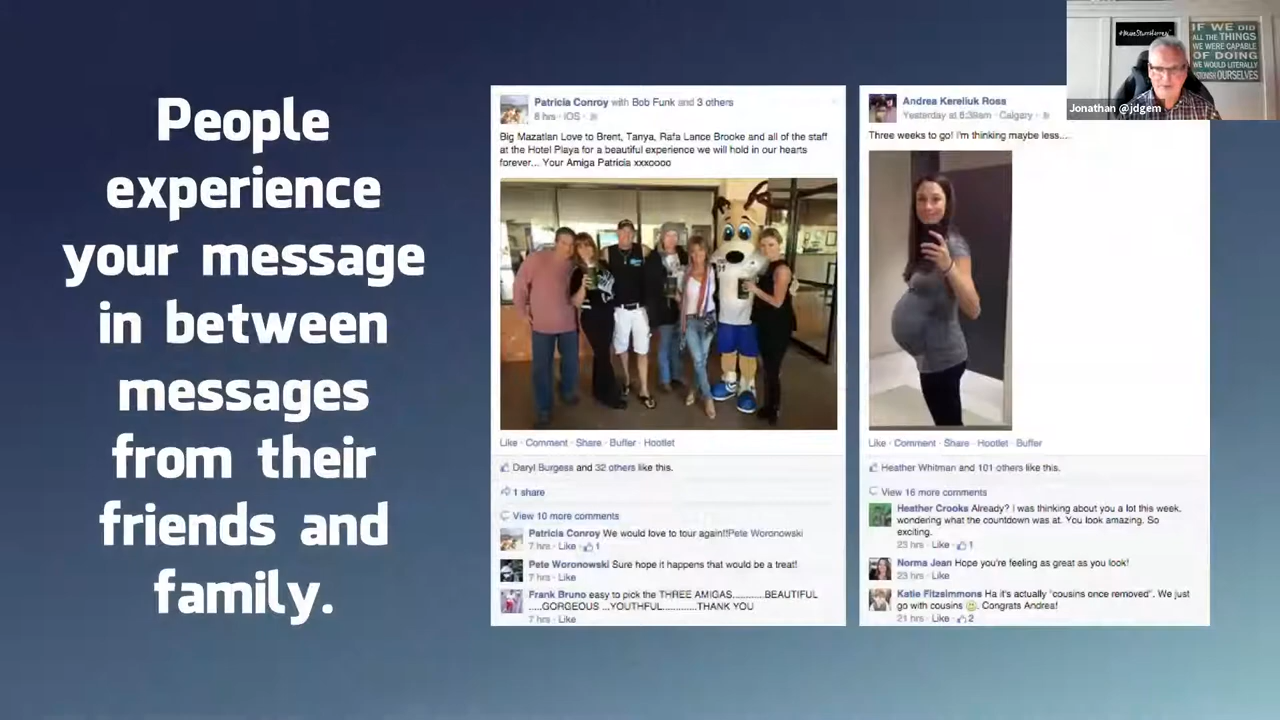 People
experience
your message
in between
messages
from their
friends and
family.
Patricia Conroy with Bob Funk and 3 others
6 hrs · iOS ·
Big Mazatlan Love to Brent, Tanya, Rafa Lance Brooke and all of the staff
at the Hotel Playa for a beautiful experience we will hold in our hearts
forever... Your Amiga Patricia xxxoooo
Like · Comment · Share · Buffer · Hootlet
Daryl Burgess and 32 others like this.
1 share
View 10 more comments
Patricia Conroy We would love to tour again!!Pete Woronowski
7 hrs · Like · 1
Pete Woronowski Sure hope it happens that would be a treat!
7 hrs · Like
Frank Bruno easy to pick the THREE AMIGAS............BEAUTIFUL
.....GORGEOUS ...YOUTHFUL.............THANK YOU
7 hrs · Like
Andrea Kereliuk Ross
Yesterday at 6:39am · Calgary ·
Three weeks to go! I'm thinking maybe less...
Like · Comment · Share · Hootlet · Buffer
Heather Whitman and 101 others like this.
View 16 more comments
Heather Crooks Already? I was thinking about you a lot this week,
wondering what the countdown was at. You look amazing. So
exciting.
23 hrs · Like · 1
Norma Jean Hope you're feeling as great as you look!
23 hrs · Like
Katie Fitzsimmons Ha it's actually "cousins once removed". We just
go with cousins 😊. Congrats Andrea!
21 hrs · Like · 2
IF WE DID
ALL THE THINGS
WE WERE CAPABLE
OF DOING
WE WOULD LITERALLY
OURSELVES
Jonathan @jdgem